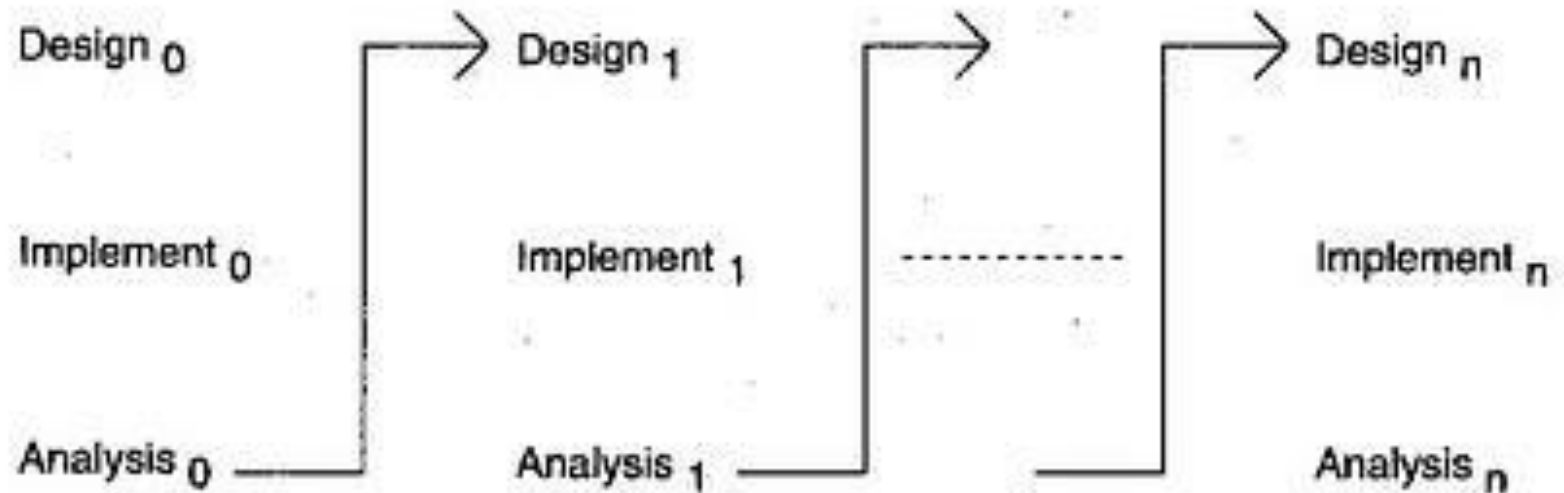 Design 0 Design 1 Design n
Implement 0 Implement 1 Implement n
Analysis 0 Analysis 1 Analysis n